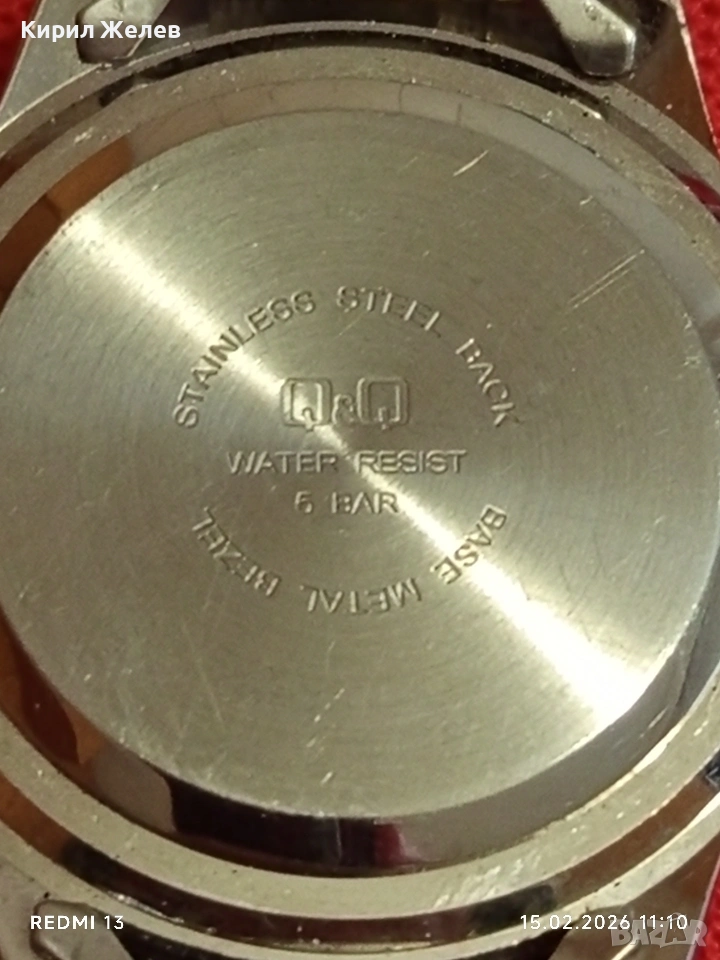 Кирил Желев
STAINLESS STEEL BACK
Q&Q
WATER RESIST
5 BAR
BASE METAL BEZEL
REDMI 13
15.02.2026 11:10
BAZAR